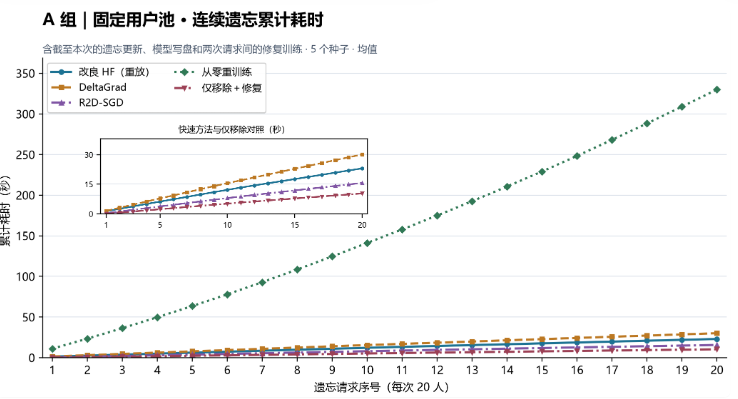 A 组｜固定用户池 · 连续遗忘累计耗时
含截至本次的遗忘更新、模型写盘和两次请求间的修复训练 · 5 个种子 · 均值
改良 HF（重放）
DeltaGrad
R2D-SGD
从零重训练
仅移除＋修复
快速方法与仅移除对照（秒）
30
15
0
1 5 10 15 20
累计耗时（秒）
350
300
250
200
150
100
50
0
1 2 3 4 5 6 7 8 9 10 11 12 13 14 15 16 17 18 19 20
遗忘请求序号（每次 20 人）